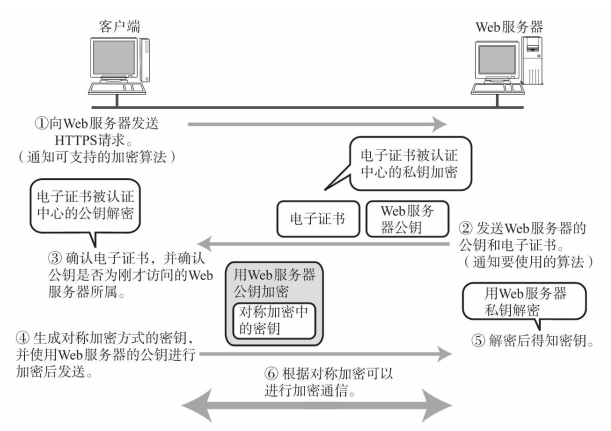 客户端
Web服务器
①向Web服务器发送
HTTPS请求。
（通知可支持的加密算法）
电子证书被认证
中心的私钥加密
电子证书被认证
中心的公钥解密
电子证书
Web服务
器公钥
② 发送Web服务器的
公钥和电子证书。
（通知要使用的算法）
③ 确认电子证书，并确认
公钥是否为刚才访问的Web
服务器所属。
用Web服务器
公钥加密
对称加密中
的密钥
用Web服务器
私钥解密
④ 生成对称加密方式的密钥，
并使用Web服务器的公钥进行
加密后发送。
⑤ 解密后得知密钥。
⑥ 根据对称加密可以
进行加密通信。